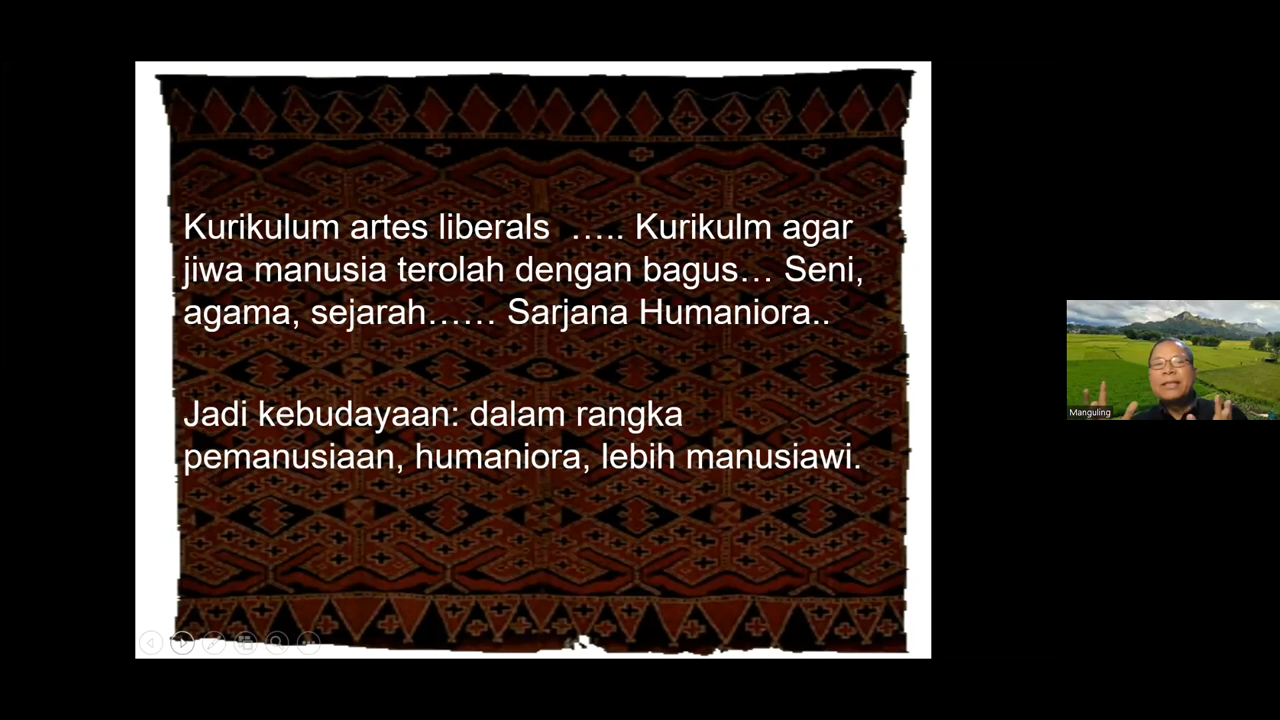 Kurikulum artes liberals ….. Kurikulm agar
jiwa manusia terolah dengan bagus… Seni,
agama, sejarah…… Sarjana Humaniora..
Jadi kebudayaan: dalam rangka
pemanusiaan, humaniora, lebih manusiawi.
Manguling